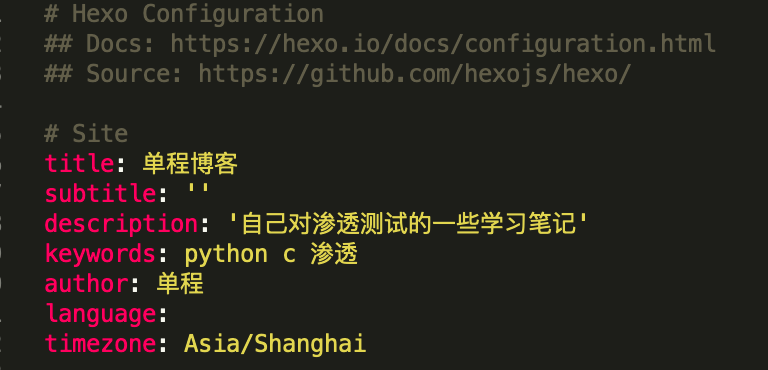 # Hexo Configuration
## Docs: https://hexo.io/docs/configuration.html
## Source: https://github.com/hexojs/hexo/
# Site
title: 单程博客
subtitle: ''
description: '自己对渗透测试的一些学习笔记'
keywords: python c 渗透
author: 单程
language:
timezone: Asia/Shanghai